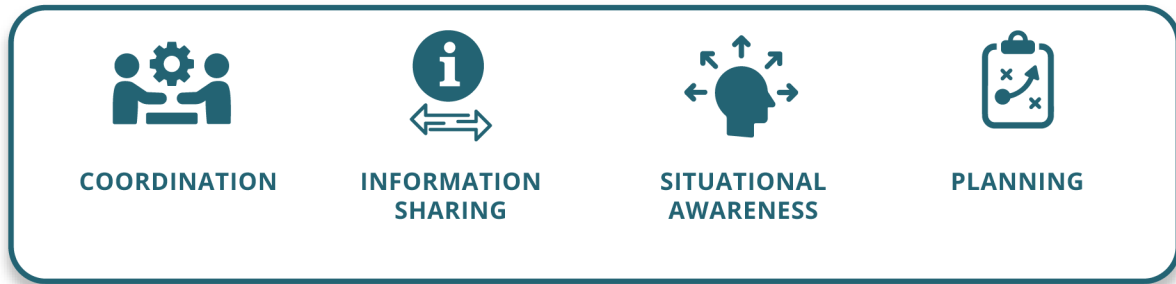 COORDINATION
INFORMATION
SHARING
SITUATIONAL
AWARENESS
PLANNING